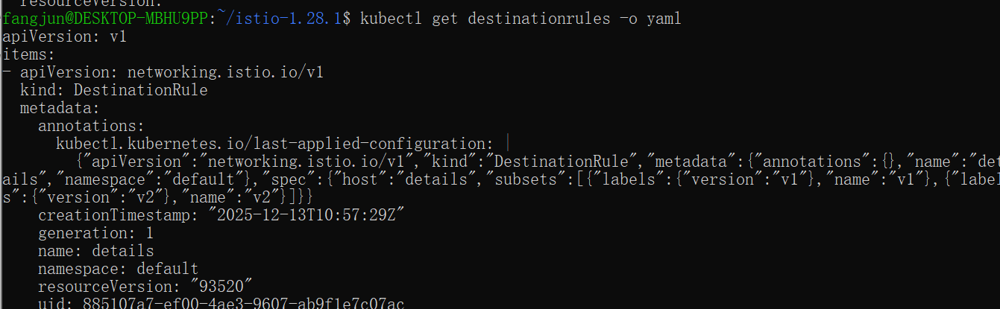 resourceVersion:
fangjun@DESKTOP-MBHU9PP:~/istio-1.28.1$ kubectl get destinationrules -o yaml
apiVersion: v1
items:
- apiVersion: networking.istio.io/v1
  kind: DestinationRule
  metadata:
    annotations:
      kubectl.kubernetes.io/last-applied-configuration: |
        {"apiVersion":"networking.istio.io/v1","kind":"DestinationRule","metadata":{"annotations":{},"name":"det
ails","namespace":"default"},"spec":{"host":"details","subsets":[{"labels":{"version":"v1"},"name":"v1"},{"label
s":{"version":"v2"},"name":"v2"}]}}
    creationTimestamp: "2025-12-13T10:57:29Z"
    generation: 1
    name: details
    namespace: default
    resourceVersion: "93520"
    uid: 885107a7-ef00-4ae3-9607-ab9f1e7c07ac